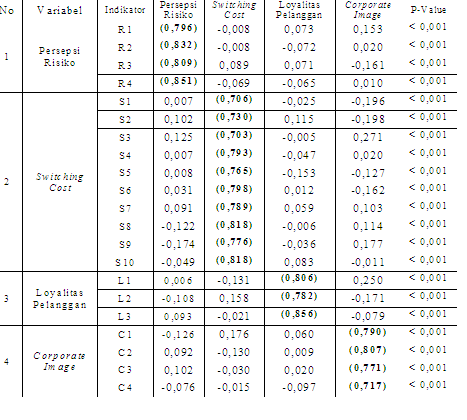 No Variabel Indikator Persepsi Risiko Switching Cost Loyalitas Pelanggan Corporate Image P-Value
1 Persepsi Risiko
R1 (0,796) -0,008 0,073 0,153 < 0,001
R2 (0,832) -0,008 -0,072 0,020 < 0,001
R3 (0,809) 0,089 0,071 -0,161 < 0,001
R4 (0,851) -0,069 -0,065 0,010 < 0,001
2 Switching Cost
S1 0,007 (0,706) -0,025 -0,196 < 0,001
S2 0,102 (0,730) 0,115 -0,198 < 0,001
S3 0,125 (0,703) -0,005 0,271 < 0,001
S4 0,007 (0,793) -0,047 0,020 < 0,001
S5 0,008 (0,765) -0,153 -0,127 < 0,001
S6 0,031 (0,798) 0,012 -0,162 < 0,001
S7 0,091 (0,789) 0,059 0,103 < 0,001
S8 -0,122 (0,818) -0,006 0,114 < 0,001
S9 -0,174 (0,776) -0,036 0,177 < 0,001
S10 -0,049 (0,818) 0,083 -0,011 < 0,001
3 Loyalitas Pelanggan
L1 0,006 -0,131 (0,806) 0,250 < 0,001
L2 -0,108 0,158 (0,782) -0,171 < 0,001
L3 0,093 -0,021 (0,856) -0,079 < 0,001
4 Corporate Image
C1 -0,126 0,176 0,060 (0,790) < 0,001
C2 0,092 -0,130 0,009 (0,807) < 0,001
C3 0,102 -0,030 0,020 (0,771) < 0,001
C4 -0,076 -0,015 -0,097 (0,717) < 0,001